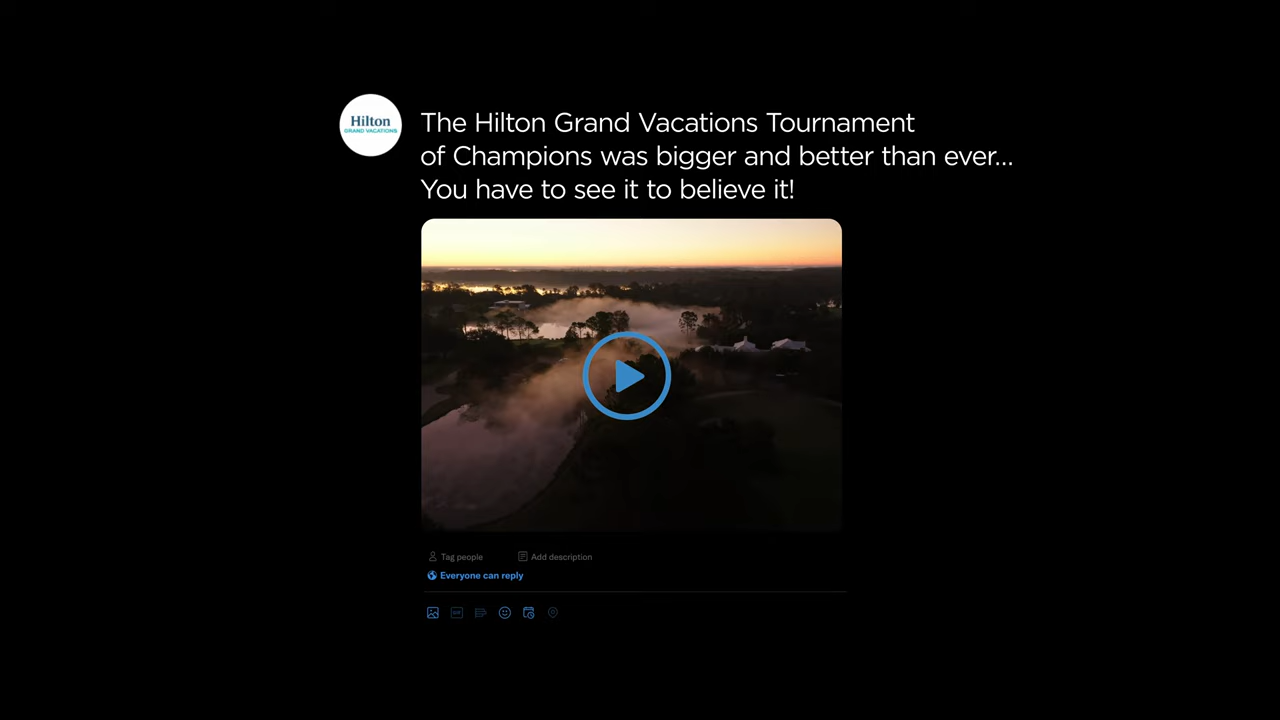 Hilton
GRAND VACATIONS
The Hilton Grand Vacations Tournament
of Champions was bigger and better than ever...
You have to see it to believe it!
Tag people
Add description
Everyone can reply
GIF